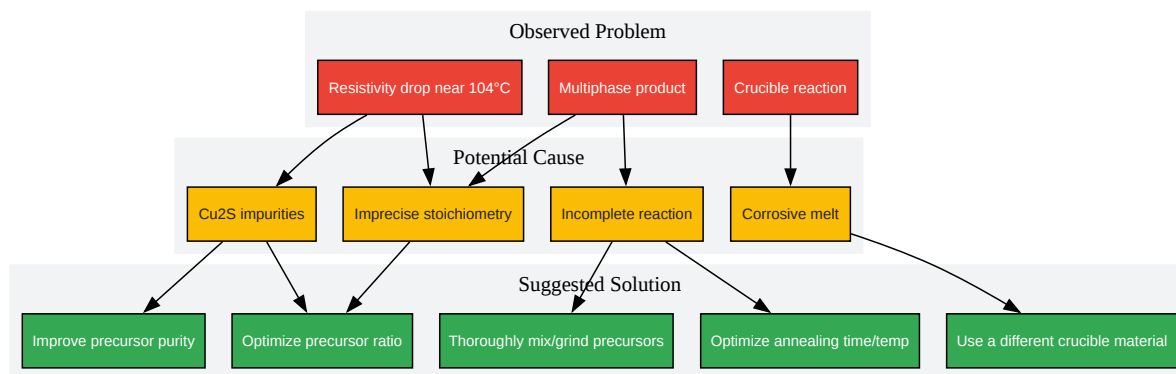 Observed Problem
Resistivity drop near 104°C
Multiphase product
Crucible reaction
Potential Cause
Cu2S impurities
Imprecise stoichiometry
Incomplete reaction
Corrosive melt
Suggested Solution
Improve precursor purity
Optimize precursor ratio
Thoroughly mix/grind precursors
Optimize annealing time/temp
Use a different crucible material